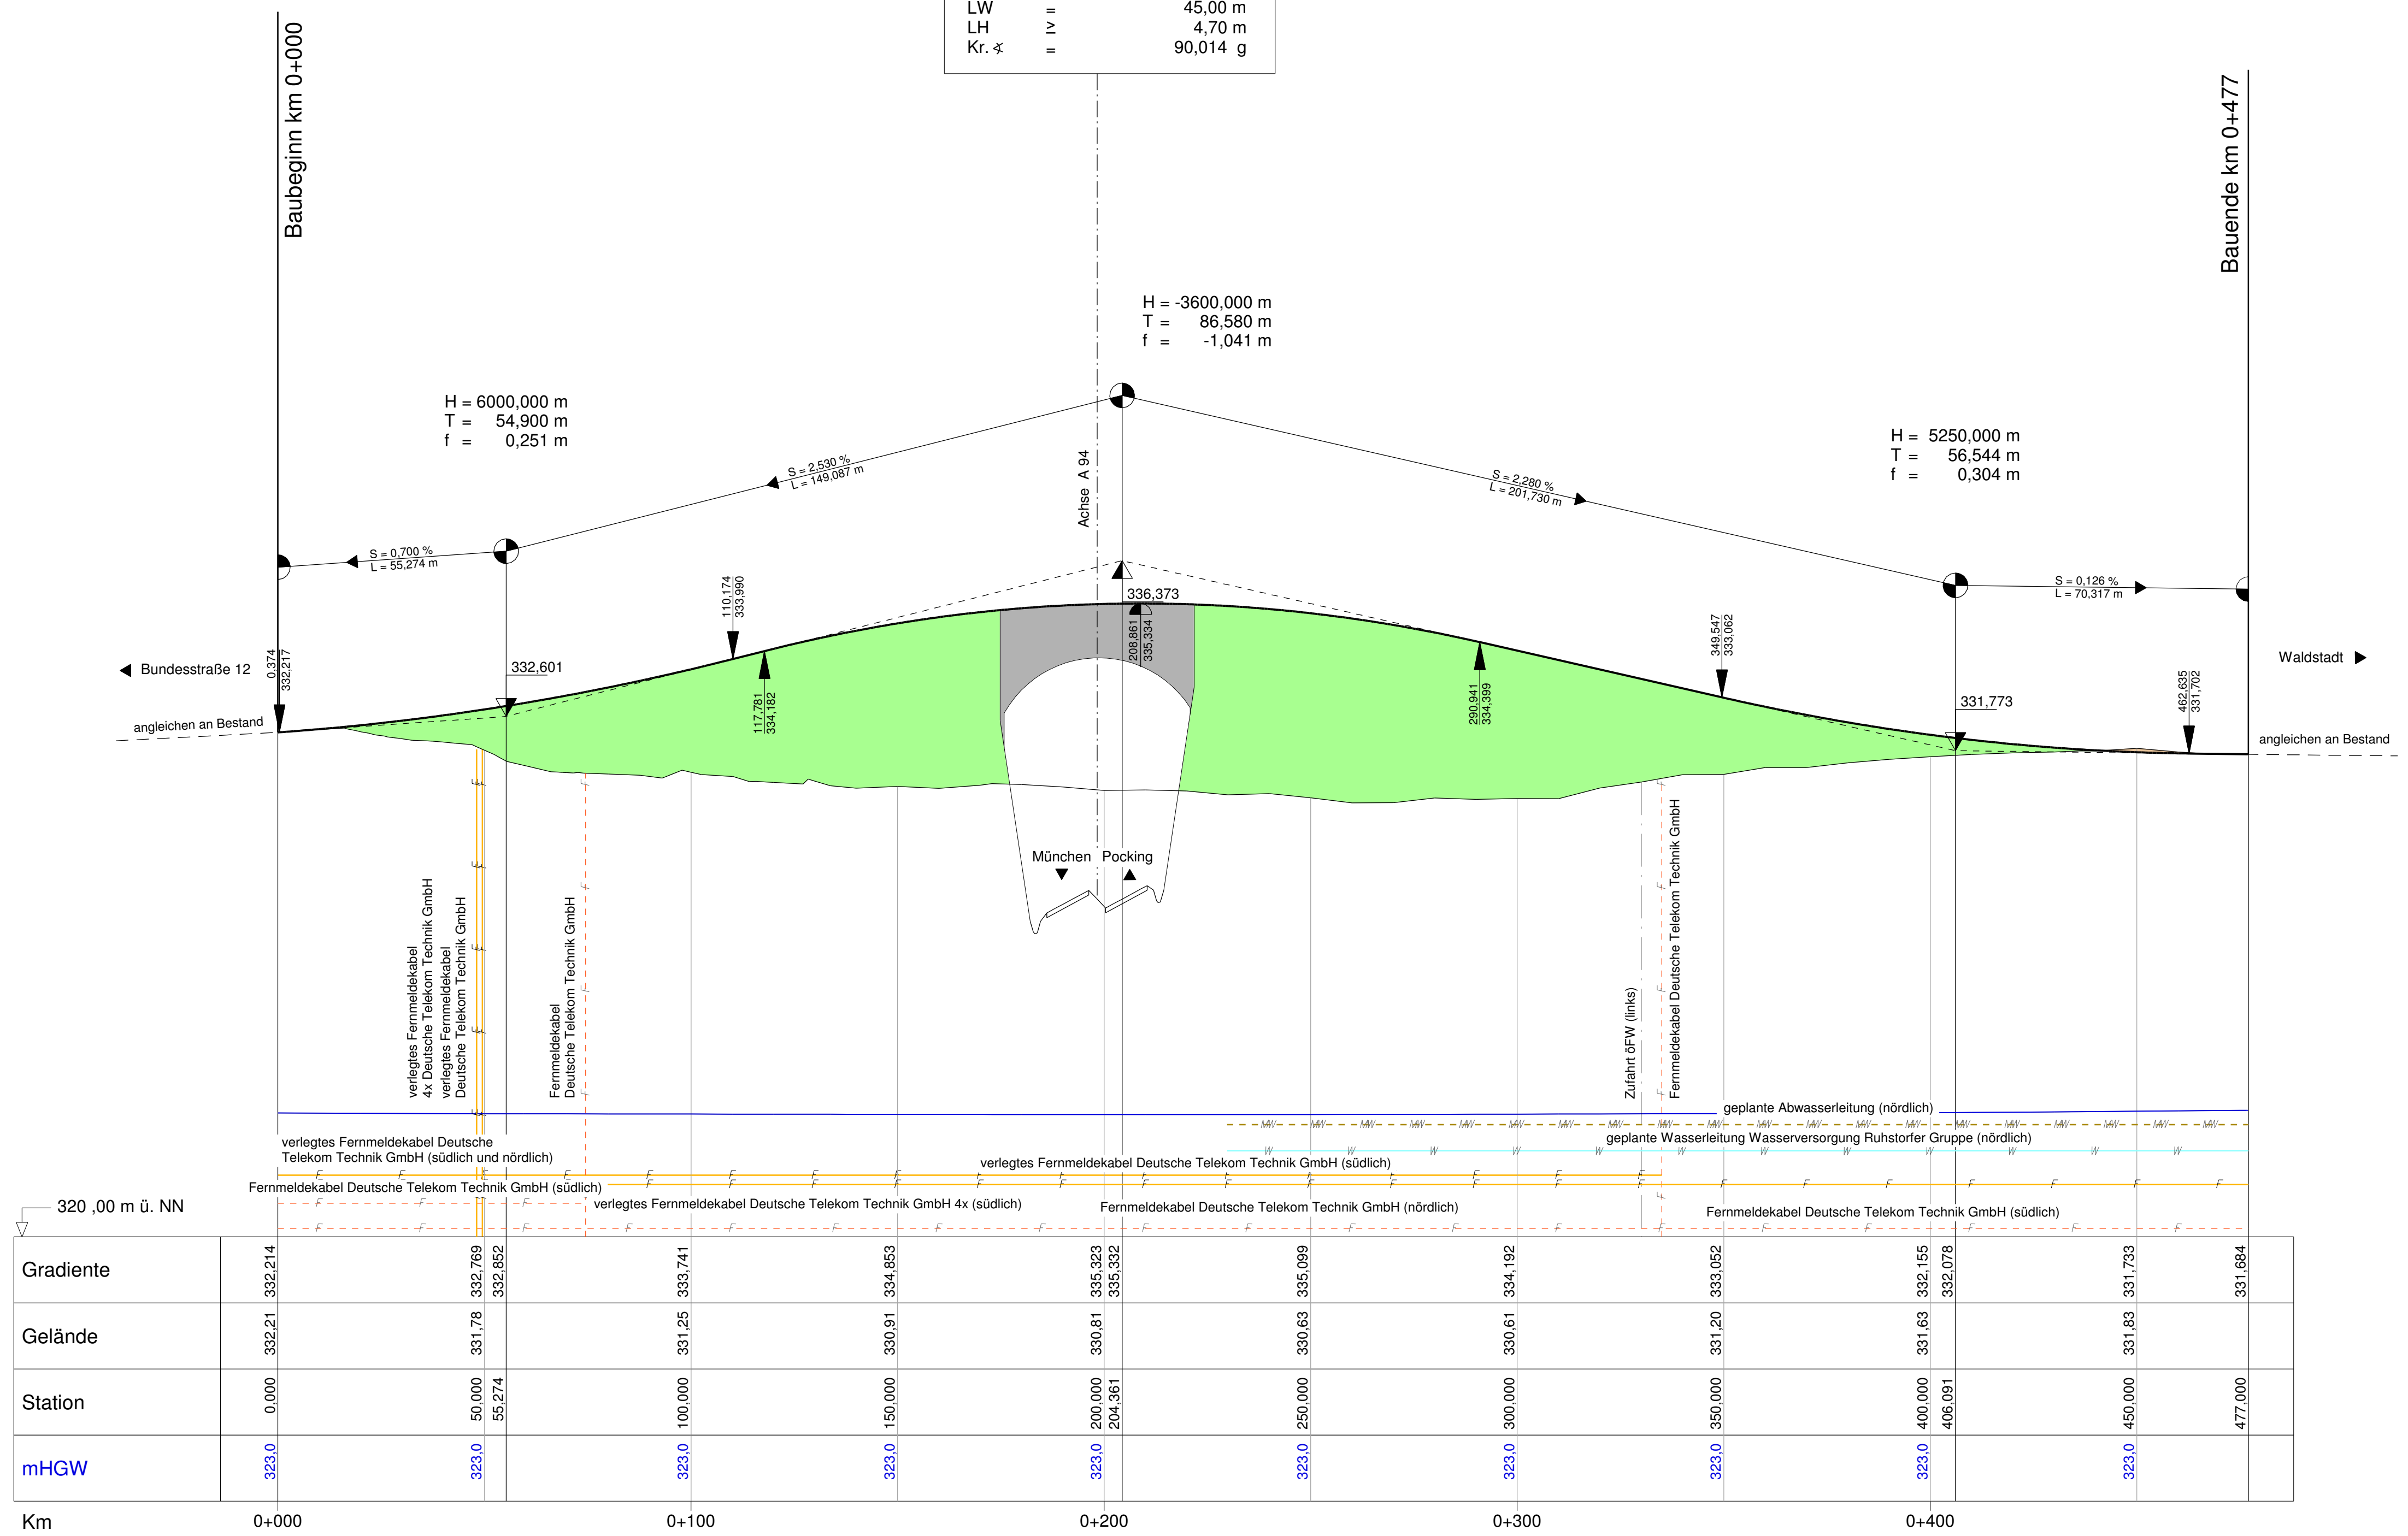 LW = 45,00 m
LH ≥ 4,70 m
Kr. ∢ = 90,014 g
Baubeginn km 0+000
Bauende km 0+477
H = -3600,000 m
T = 86,580 m
f = -1,041 m
H = 6000,000 m
T = 54,900 m
f = 0,251 m
H = 5250,000 m
T = 56,544 m
f = 0,304 m
Achse A 94
S = 2,530 %
L = 149,087 m
S = 2,280 %
L = 201,730 m
S = 0,700 %
L = 55,274 m
S = 0,126 %
L = 70,317 m
110,174
333,990
336,373
208,861
335,334
349,547
333,062
Bundesstraße 12
0,374
332,217
332,601
Waldstadt
117,781
334,182
290,941
334,399
331,773
462,635
331,702
angleichen an Bestand
angleichen an Bestand
München Pocking
verlegtes Fernmeldekabel
4x Deutsche Telekom Technik GmbH
verlegtes Fernmeldekabel
Deutsche Telekom Technik GmbH
Fernmeldekabel
Deutsche Telekom Technik GmbH
Zufahrt öFW (links)
Fernmeldekabel Deutsche Telekom Technik GmbH
geplante Abwasserleitung (nördlich)
geplante Wasserleitung Wasserversorgung Ruhstorfer Gruppe (nördlich)
verlegtes Fernmeldekabel Deutsche
Telekom Technik GmbH (südlich und nördlich)
verlegtes Fernmeldekabel Deutsche Telekom Technik GmbH (südlich)
Fernmeldekabel Deutsche Telekom Technik GmbH (südlich)
verlegtes Fernmeldekabel Deutsche Telekom Technik GmbH 4x (südlich)
Fernmeldekabel Deutsche Telekom Technik GmbH (nördlich)
Fernmeldekabel Deutsche Telekom Technik GmbH (südlich)
320 ,00 m ü. NN
Gradiente 332,214 332,769 332,852 333,741 334,853 335,323 335,332 335,099 334,192 333,052 332,155 332,078 331,733 331,684
Gelände 332,21 331,78 331,25 330,91 330,81 330,63 330,61 331,20 331,63 331,83
Station 0,000 50,000 55,274 100,000 150,000 200,000 204,361 250,000 300,000 350,000 400,000 406,091 450,000 477,000
mHGW 323,0 323,0 323,0 323,0 323,0 323,0 323,0 323,0 323,0 323,0
Km 0+000 0+100 0+200 0+300 0+400